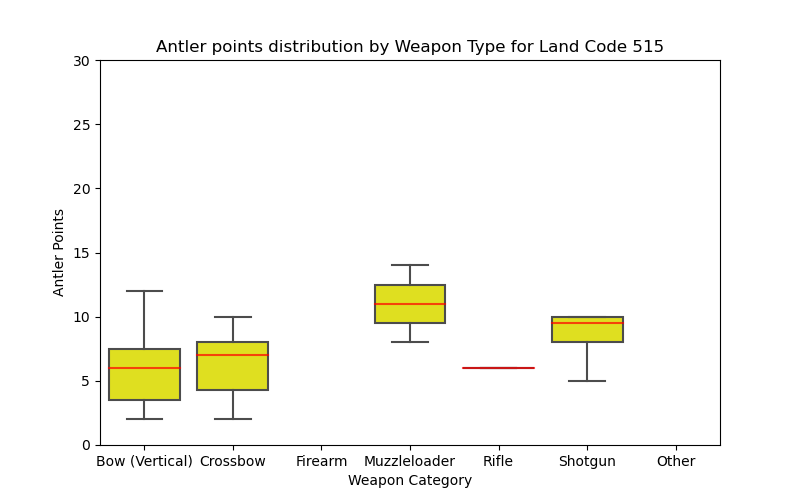 Antler points distribution by Weapon Type for Land Code 515
30
25
20
15
10
5
0
Antler Points
Bow (Vertical) Crossbow Firearm Muzzleloader Rifle Shotgun Other
Weapon Category